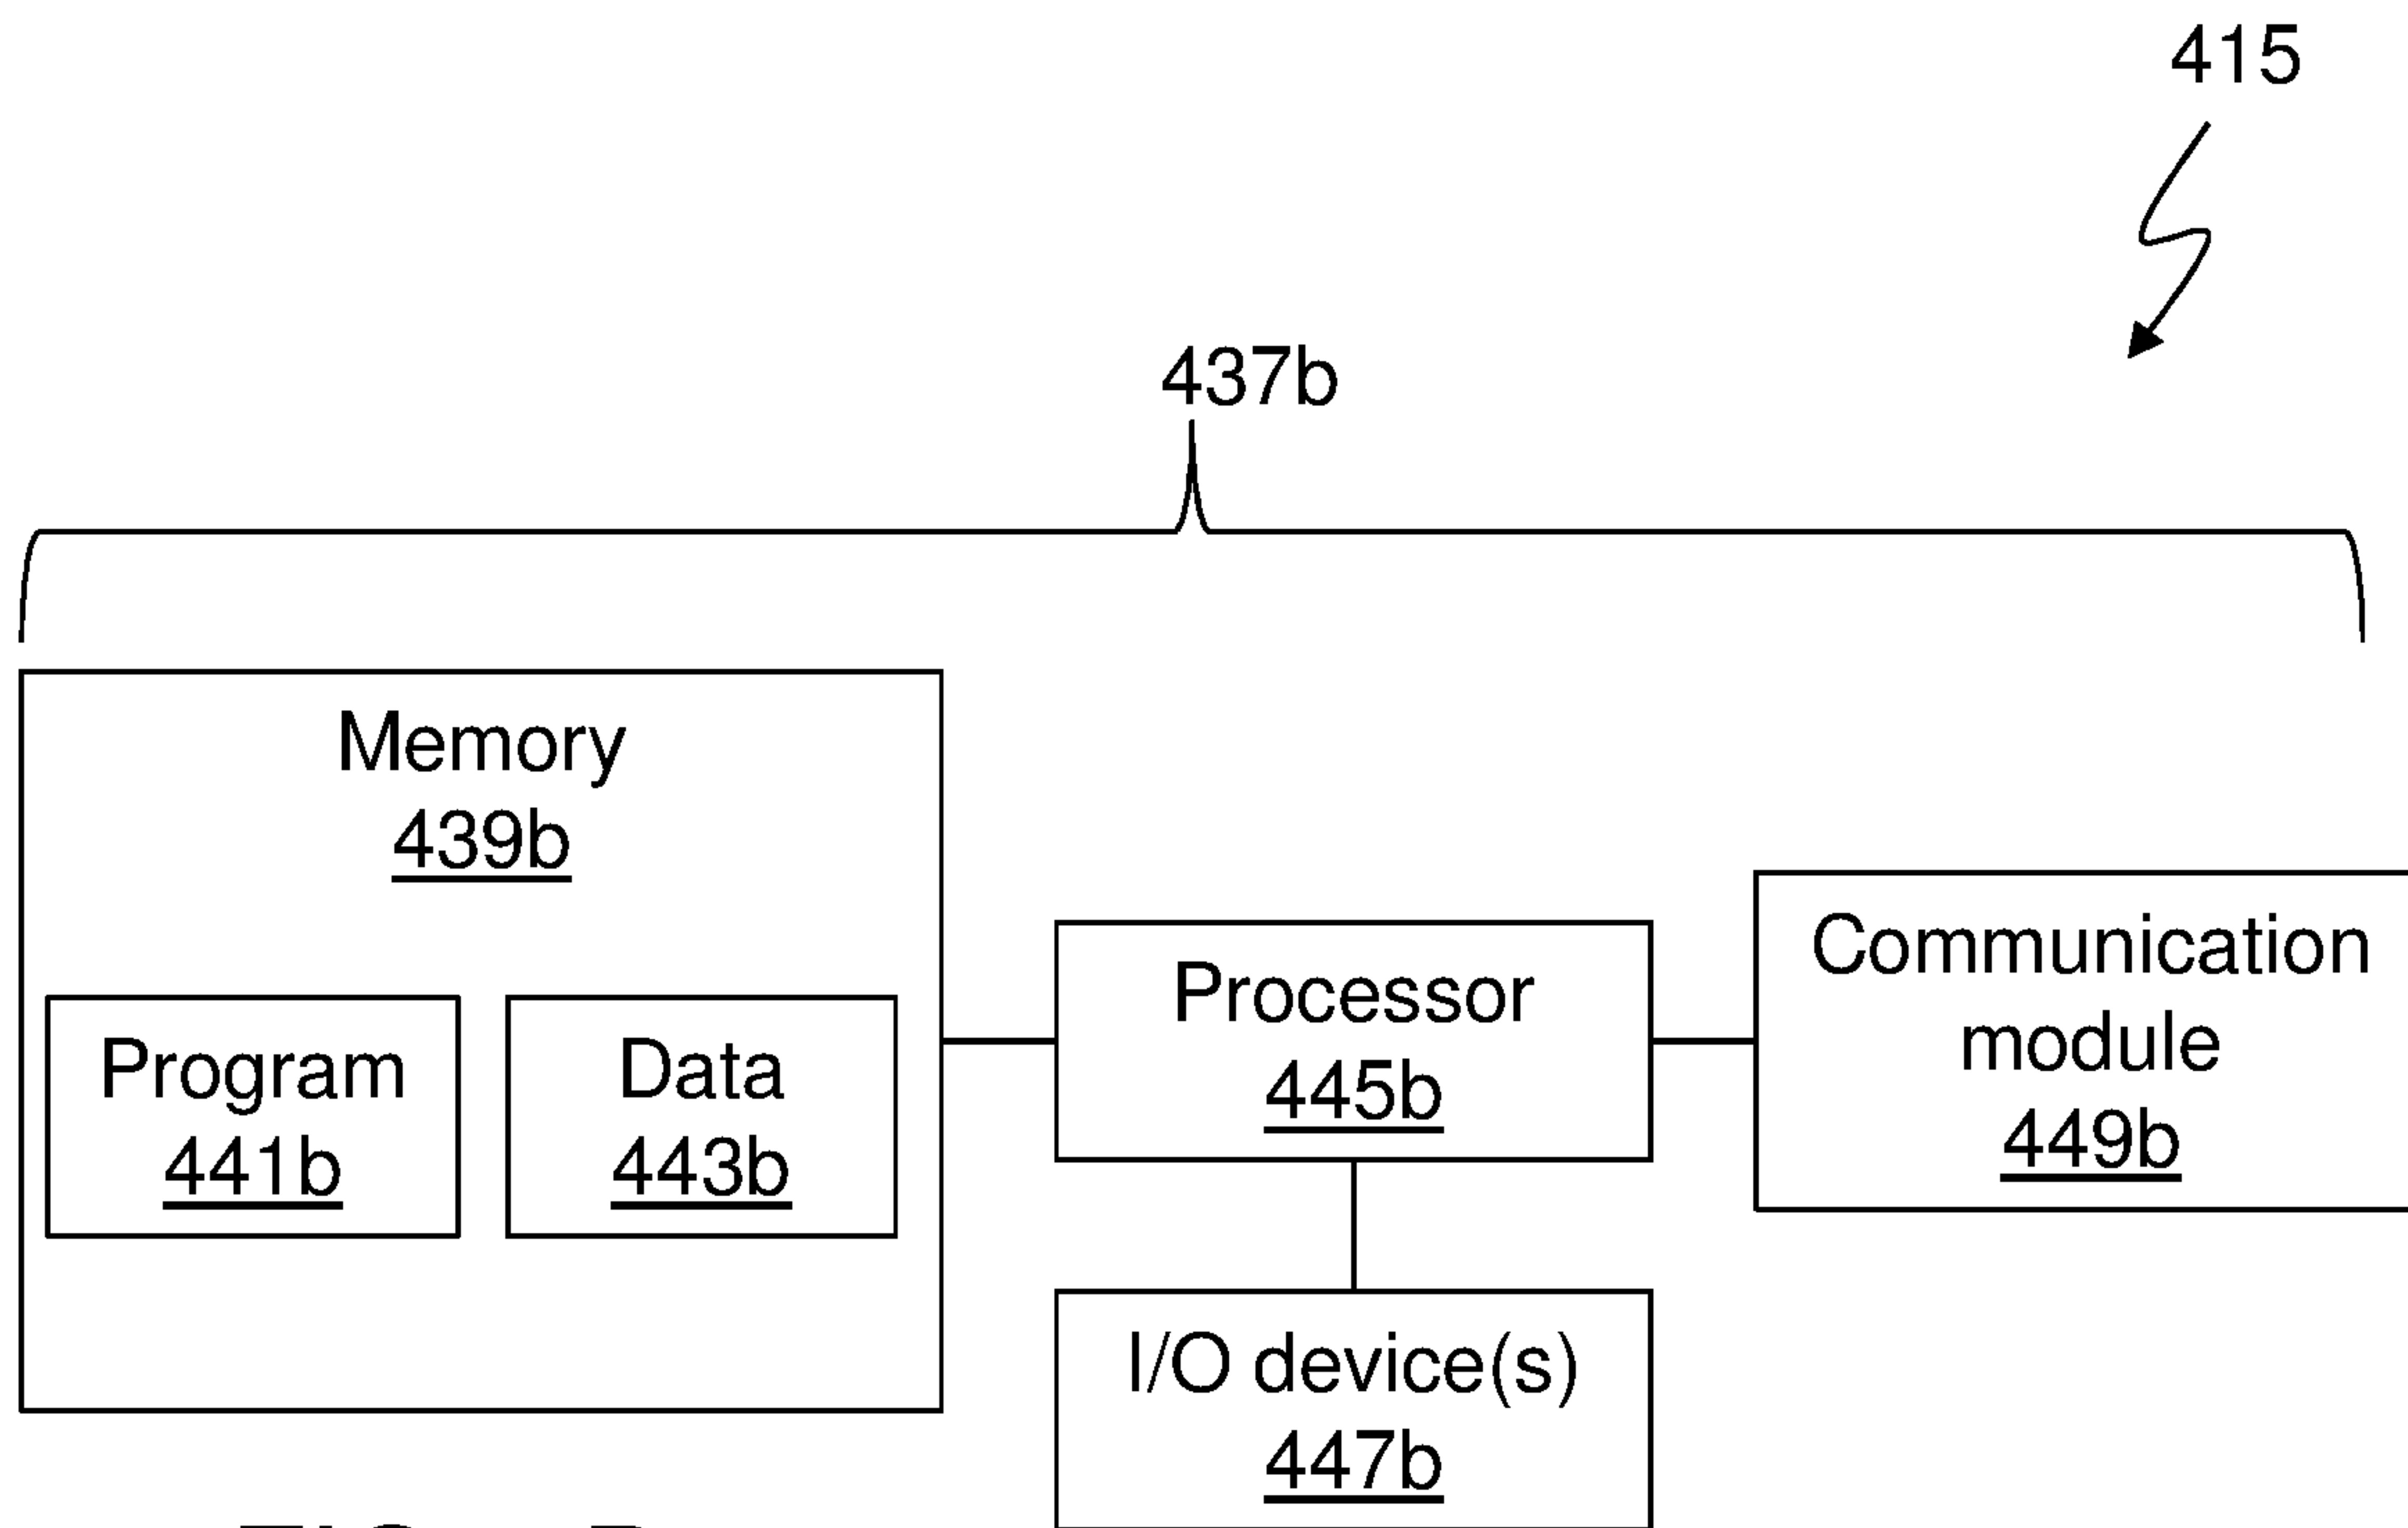 415
437b
Memory
439b
Program
441b
Data
443b
Processor
445b
Communication
module
449b
I/O device(s)
447b